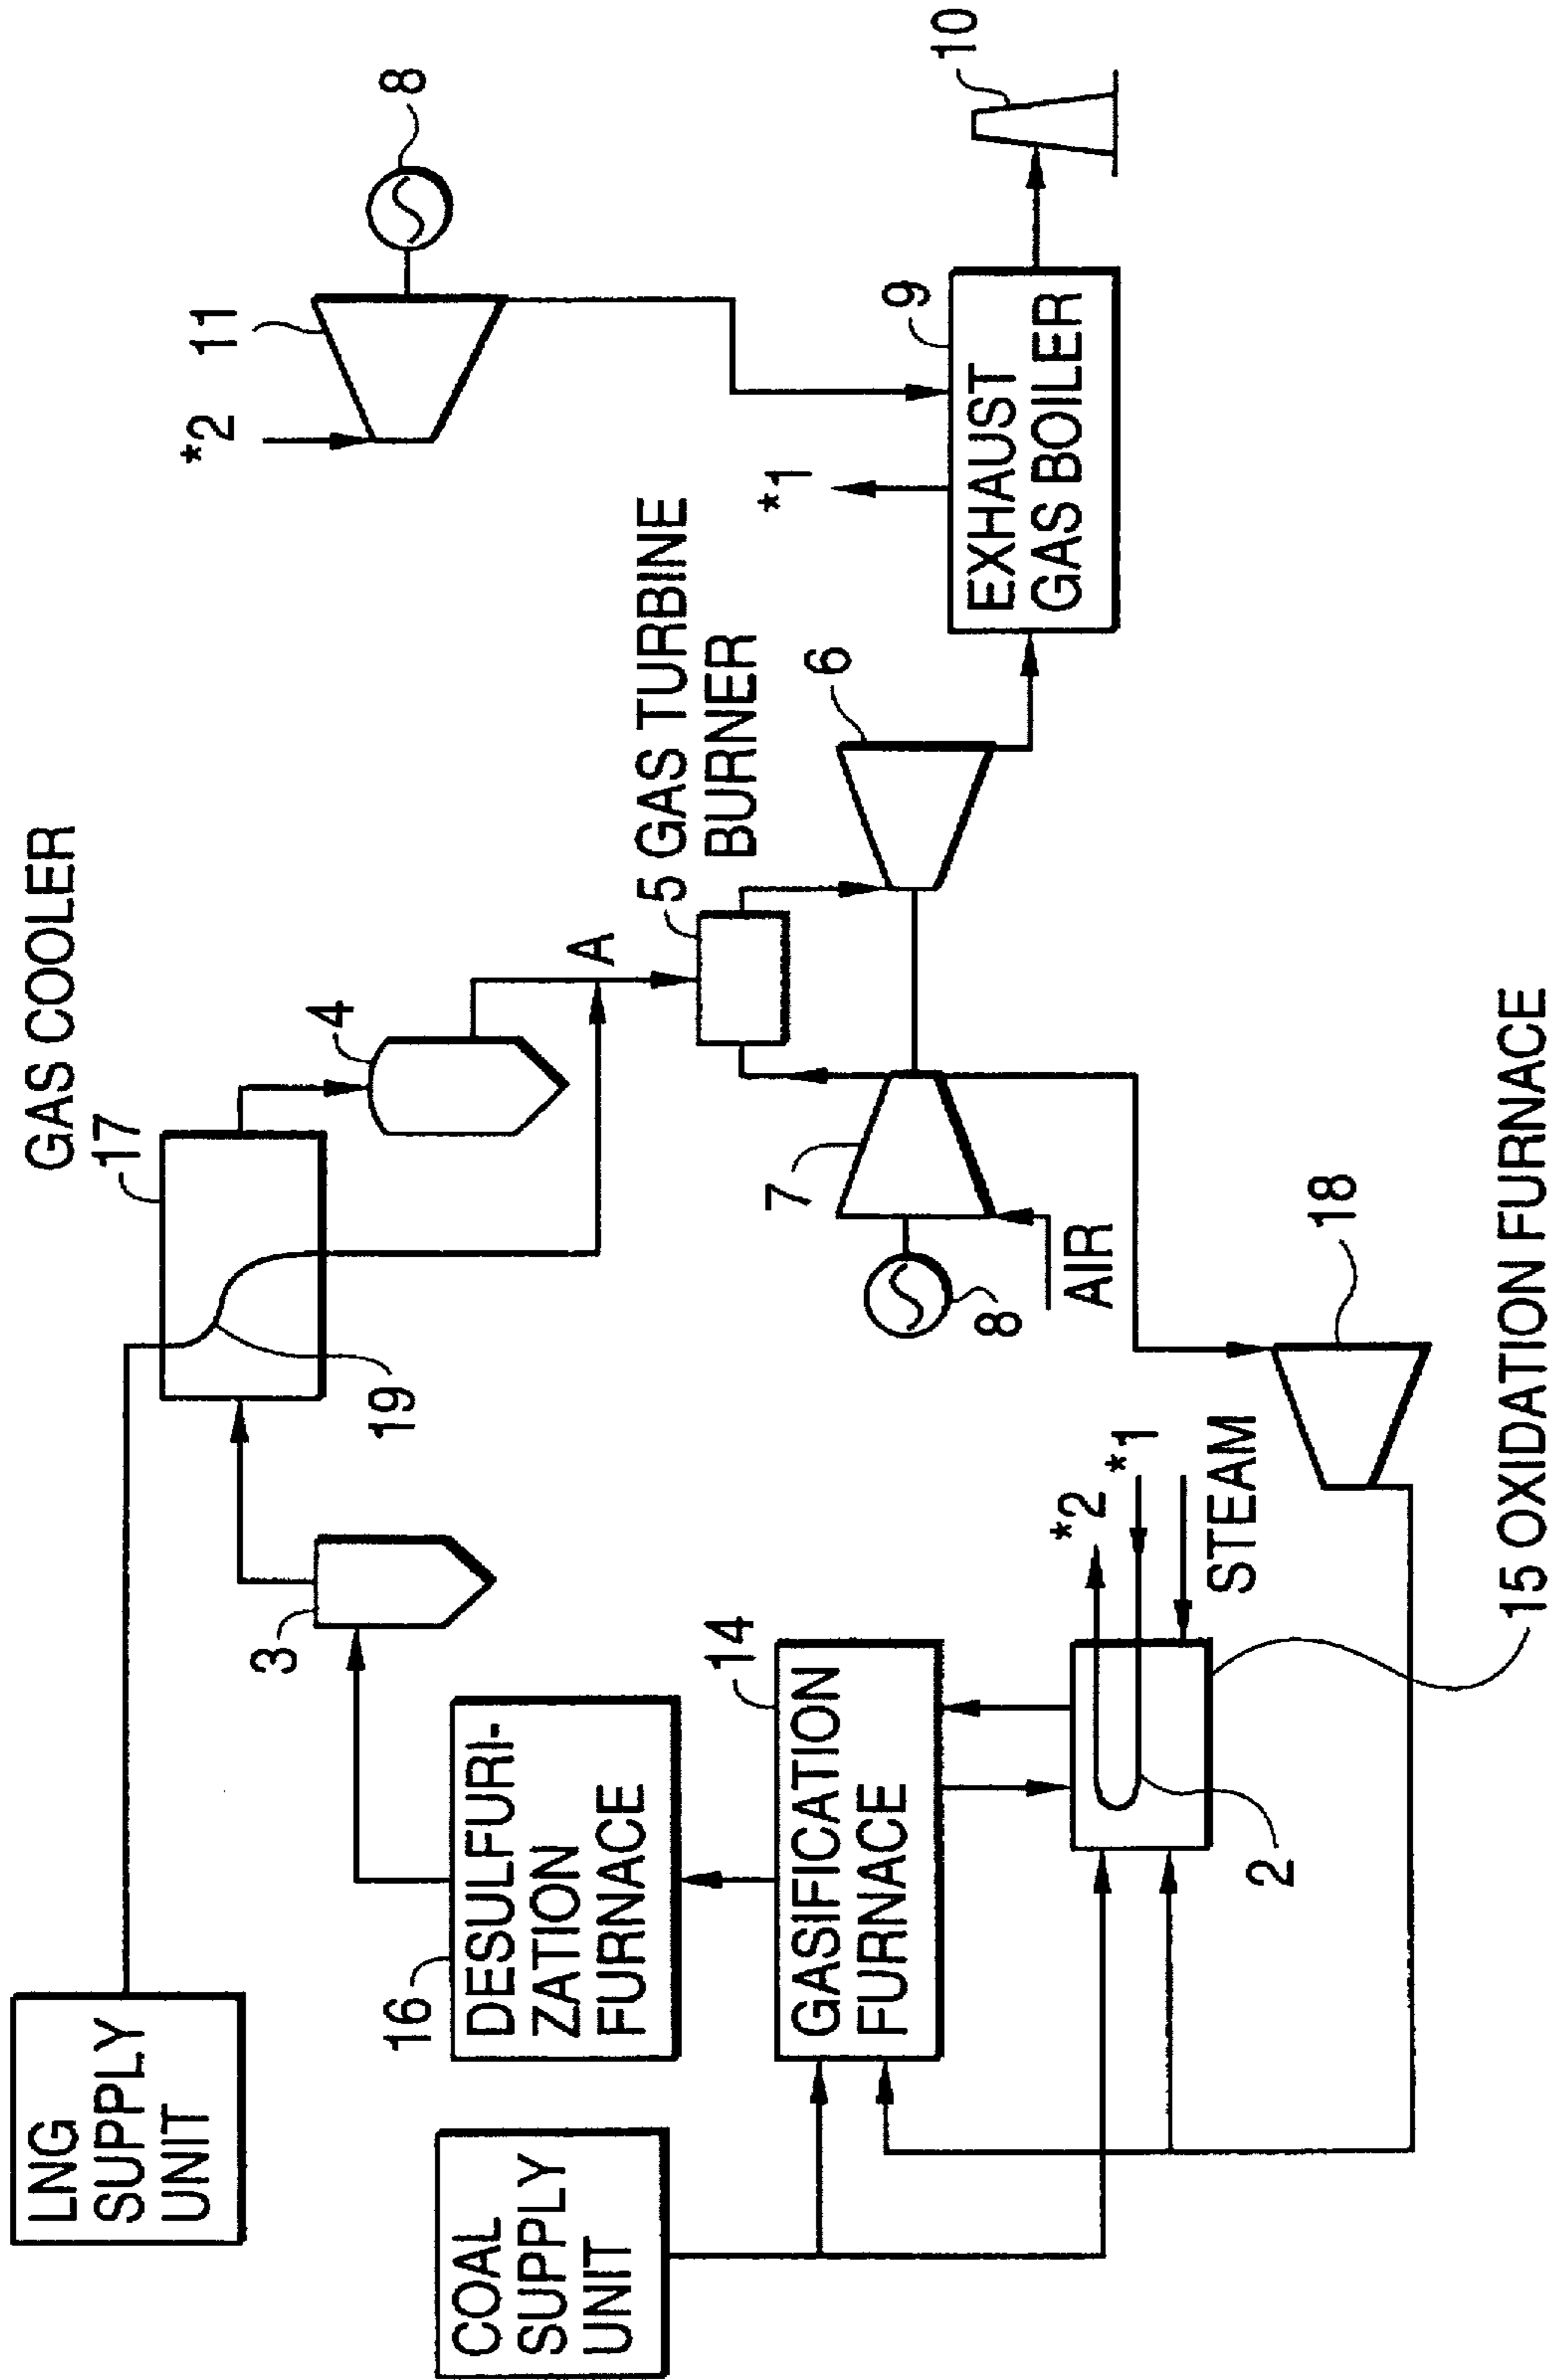 LNG
SUPPLY
UNIT
GAS COOLER
17
19
4
3
A
*2
11
8
COAL
SUPPLY
UNIT
16
DESULFURI-
ZATION
FURNACE
5 GAS TURBINE
BURNER
*1
9
EXHAUST
GAS BOILER
10
14
GASIFICATION
FURNACE
7
6
8
AIR
*2
*1
STEAM
2
18
15 OXIDATION FURNACE